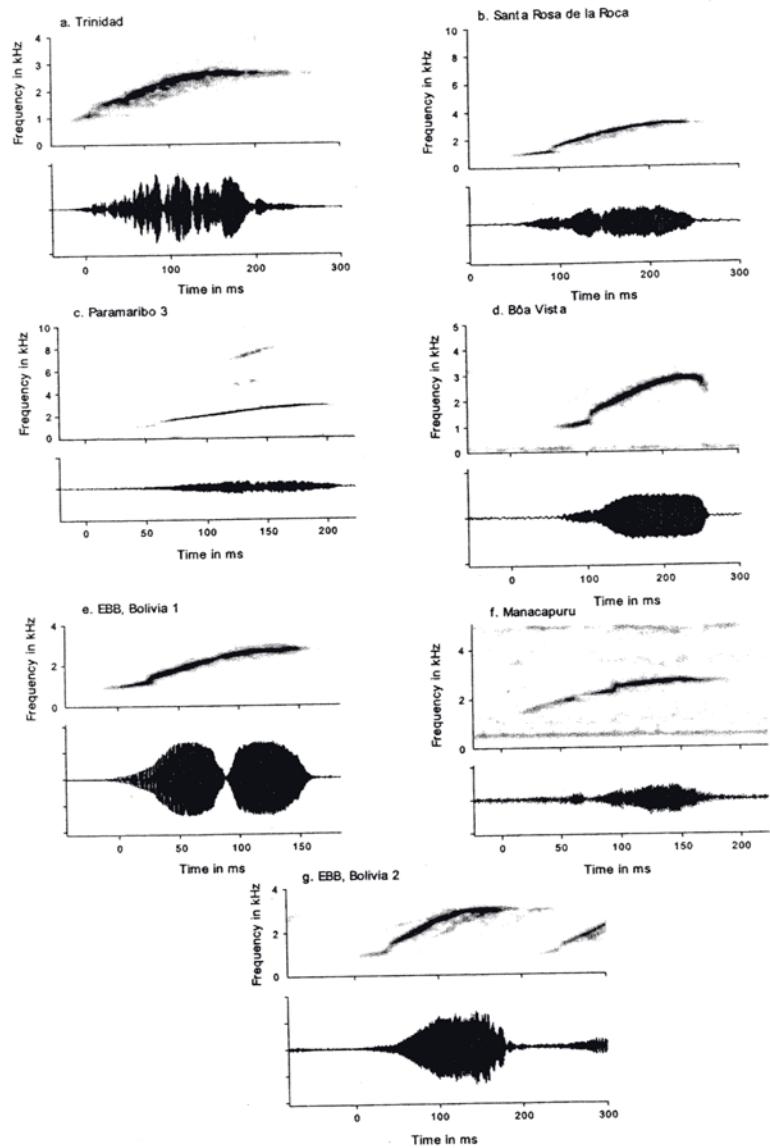 a. Trinidad
Frequency in kHz
4
3
2
1
0
0 100 200 300
Time in ms
b. Santa Rosa de la Roca
Frequency in kHz
10
8
6
4
2
0
0 100 200 300
Time in ms
c. Paramaribo 3
Frequency in kHz
10
8
6
4
2
0
0 50 100 150 200
Time in ms
d. Bôa Vista
Frequency in kHz
5
4
3
2
1
0
0 100 200 300
Time in ms
e. EBB, Bolivia 1
Frequency in kHz
4
2
0
0 50 100 150
Time in ms
f. Manacapuru
Frequency in kHz
4
2
0
0 50 100 150 200
Time in ms
g. EBB, Bolivia 2
Frequency in kHz
4
2
0
0 100 200 300
Time in ms